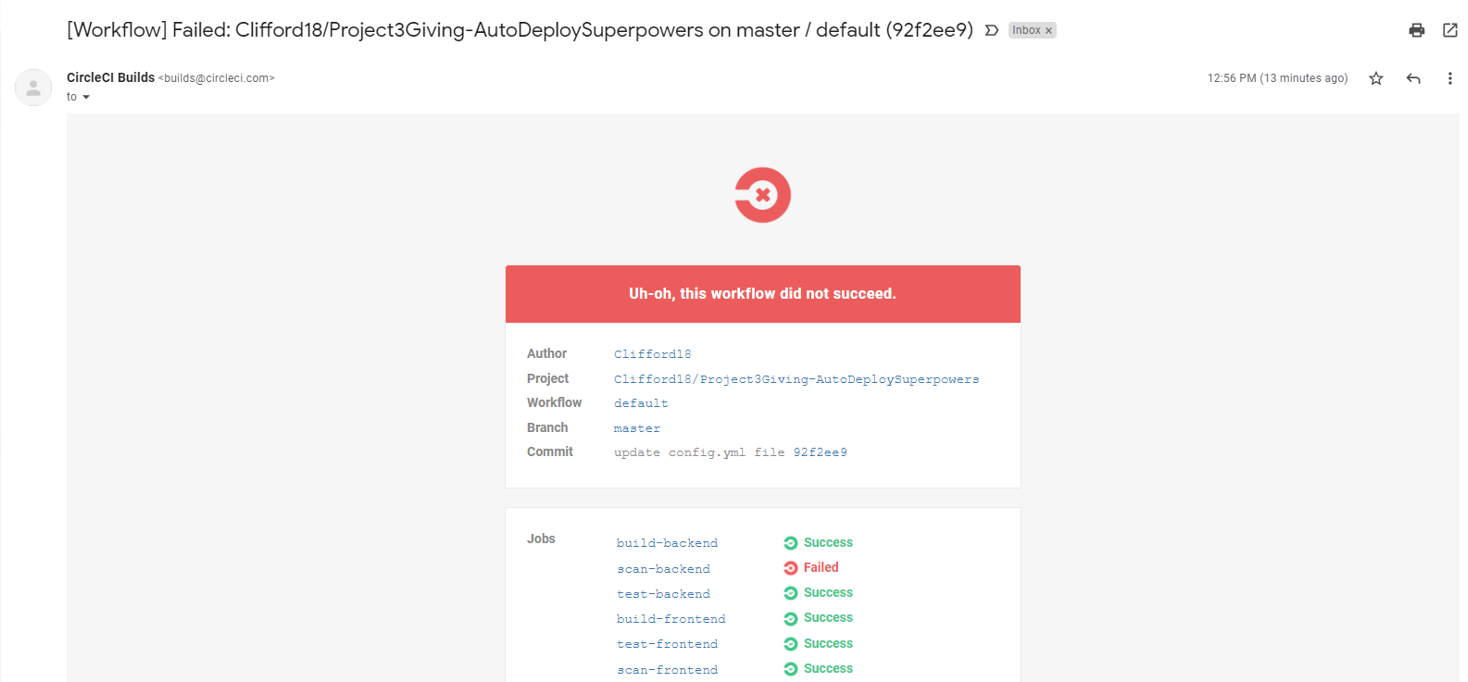 [Workflow] Failed: Clifford18/Project3Giving-AutoDeploySuperpowers on master / default (92f2ee9) Inbox ×
CircleCI Builds <builds@circleci.com> 12:56 PM (13 minutes ago)
to
Uh-oh, this workflow did not succeed.
Author Clifford18
Project Clifford18/Project3Giving-AutoDeploySuperpowers
Workflow default
Branch master
Commit update config.yml file 92f2ee9
Jobs build-backend Success
scan-backend Failed
test-backend Success
build-frontend Success
test-frontend Success
scan-frontend Success